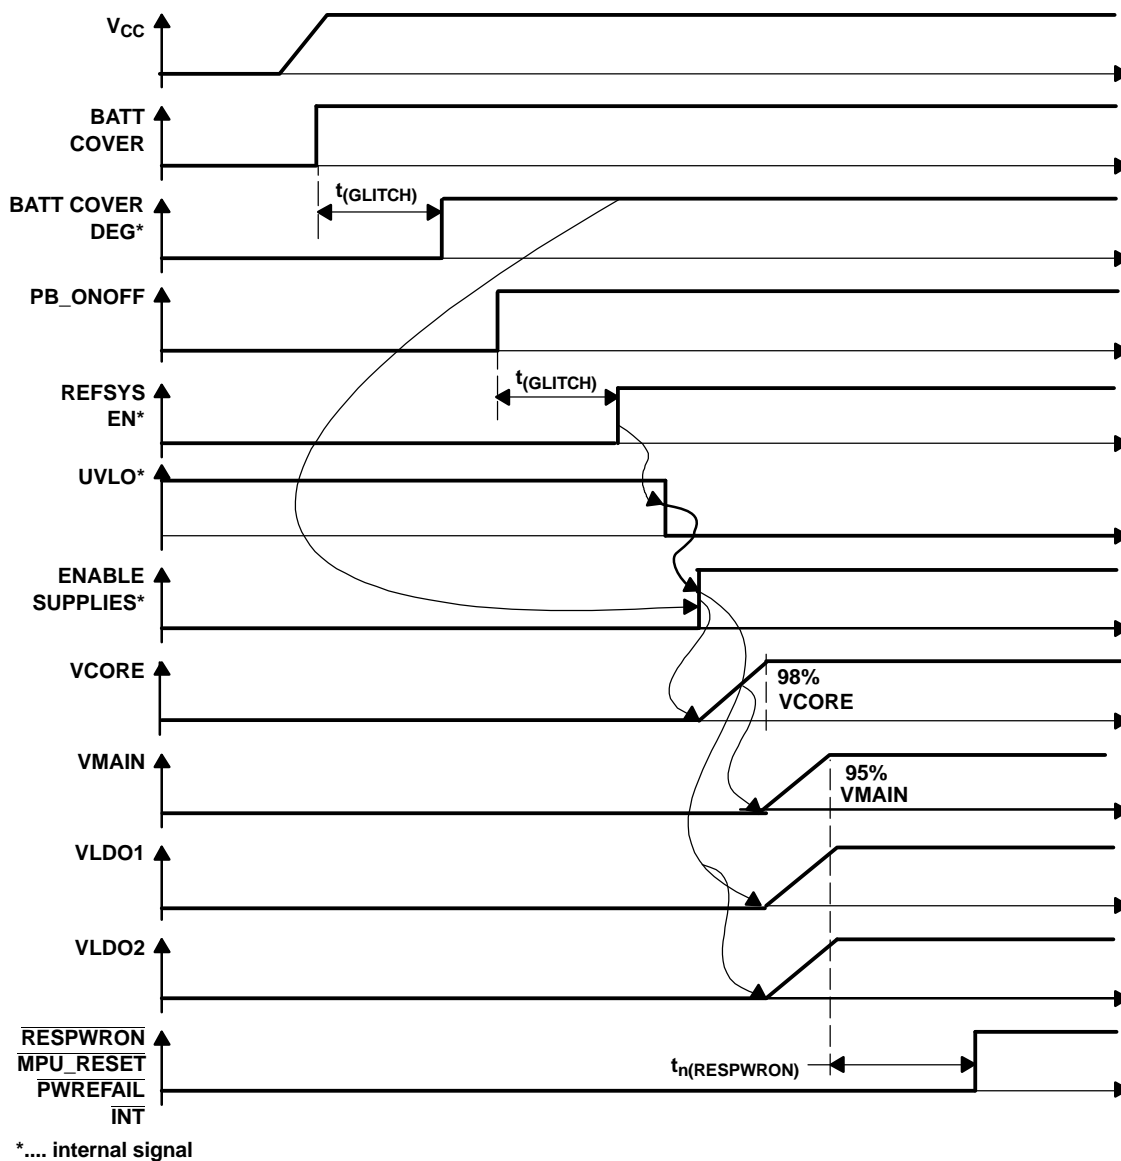 VCC
BATT
COVER
BATT COVER
DEG*
t(GLITCH)
PB_ONOFF
REFSYS
EN*
t(GLITCH)
UVLO*
ENABLE
SUPPLIES*
VCORE
98%
VCORE
VMAIN
95%
VMAIN
VLDO1
VLDO2
RESPWRON
MPU_RESET
PWREFAIL
INT
tn(RESPWRON)
*.... internal signal